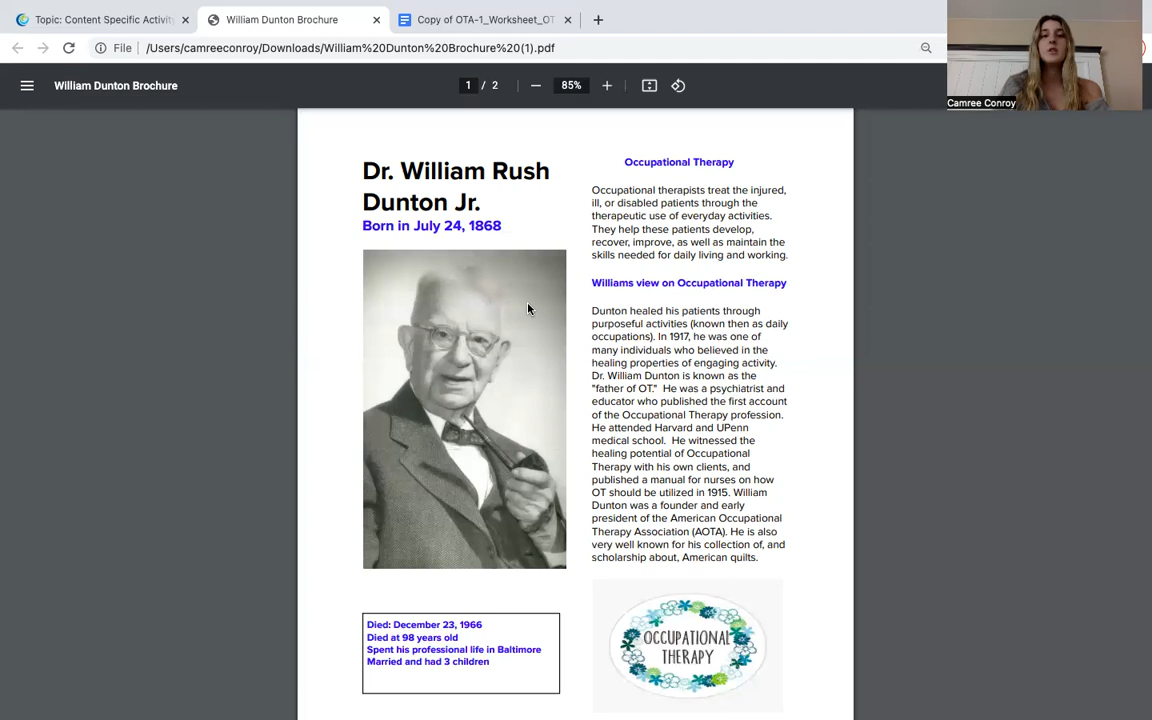 Topic: Content Specific Activity
William Dunton Brochure
Copy of OTA-1_Worksheet_OT
File
/Users/camreeconroy/Downloads/William%20Dunton%20Brochure%20(1).pdf
William Dunton Brochure
1 / 2
85%
Camree Conroy
Dr. William Rush
Dunton Jr.
Born in July 24, 1868
Died: December 23, 1966
Died at 98 years old
Spent his professional life in Baltimore
Married and had 3 children
Occupational Therapy
Occupational therapists treat the injured,
ill, or disabled patients through the
therapeutic use of everyday activities.
They help these patients develop,
recover, improve, as well as maintain the
skills needed for daily living and working.
Williams view on Occupational Therapy
Dunton healed his patients through
purposeful activities (known then as daily
occupations). In 1917, he was one of
many individuals who believed in the
healing properties of engaging activity.
Dr. William Dunton is known as the
"father of OT."  He was a psychiatrist and
educator who published the first account
of the Occupational Therapy profession.
He attended Harvard and UPenn
medical school.  He witnessed the
healing potential of Occupational
Therapy with his own clients, and
published a manual for nurses on how
OT should be utilized in 1915. William
Dunton was a founder and early
president of the American Occupational
Therapy Association (AOTA). He is also
very well known for his collection of, and
scholarship about, American quilts.
OCCUPATIONAL
THERAPY